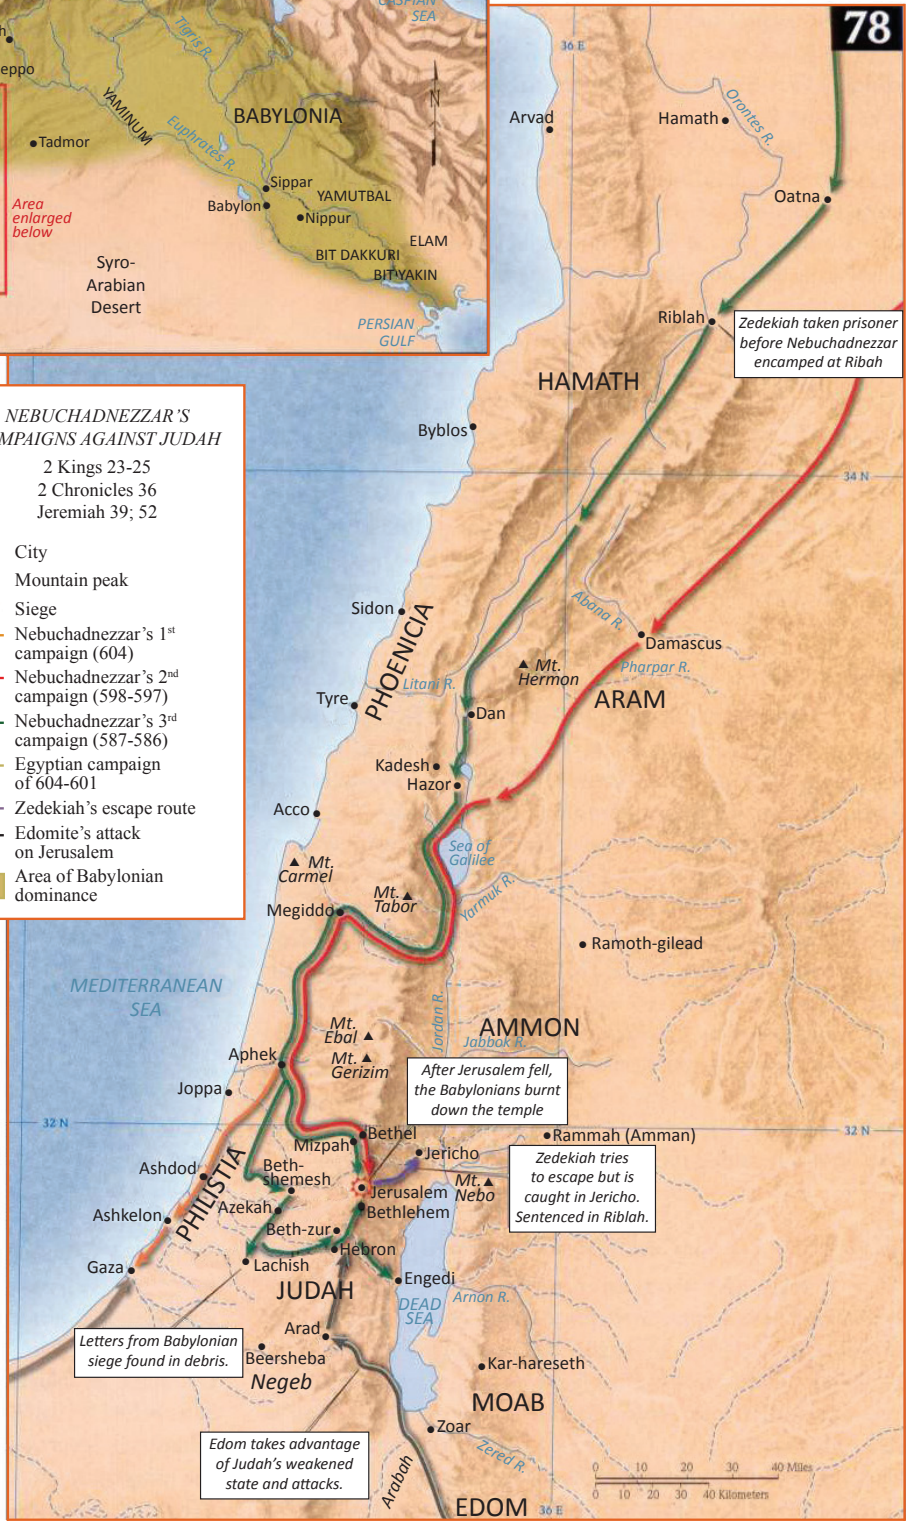 78
CASPIAN
SEA
Tigris R.
YAMINUM
BABYLONIA
Euphrates R.
Tadmor
Sippar
YAMUTBAL
Babylon
Nippur
Area
enlarged
below
ELAM
BIT DAKKURI
BIT YAKIN
Syro-
Arabian
Desert
PERSIAN
GULF
N
h
eppo
NEBUCHADNEZZAR'S
MPAIGNS AGAINST JUDAH
2 Kings 23-25
2 Chronicles 36
Jeremiah 39; 52
City
Mountain peak
Siege
Nebuchadnezzar's 1st
campaign (604)
Nebuchadnezzar's 2nd
campaign (598-597)
Nebuchadnezzar's 3rd
campaign (587-586)
Egyptian campaign
of 604-601
Zedekiah's escape route
Edomite's attack
on Jerusalem
Area of Babylonian
dominance
36 E
Arvad
Hamath
Orontes R.
Oatna
Riblah
Zedekiah taken prisoner
before Nebuchadnezzar
encamped at Ribah
HAMATH
Byblos
34 N
Sidon
PHOENICIA
Abana R.
Damascus
Mt.
Hermon
Pharpar R.
Litani R.
ARAM
Tyre
Dan
Kadesh
Hazor
Acco
Sea of
Galilee
Mt.
Carmel
Mt.
Tabor
Yarmuk R.
Megiddo
Ramoth-gilead
MEDITERRANEAN
SEA
Jordan R.
Mt.
Ebal
AMMON
Jabbok R.
Aphek
Mt.
Gerizim
After Jerusalem fell,
the Babylonians burnt
down the temple
Joppa
32 N
32 N
Bethel
Mizpah
Rammah (Amman)
Jericho
Zedekiah tries
to escape but is
caught in Jericho.
Sentenced in Riblah.
Ashdod
PHILISTIA
Beth-
shemesh
Mt.
Nebo
Jerusalem
Azekah
Bethlehem
Ashkelon
Beth-zur
Hebron
Gaza
Lachish
Engedi
JUDAH
DEAD
SEA
Arnon R.
Arad
Letters from Babylonian
siege found in debris.
Beersheba
Negeb
Kar-hareseth
MOAB
Zoar
Edom takes advantage
of Judah's weakened
state and attacks.
Zered R.
Arabah
EDOM
36 E
0 10 20 30 40 Miles
0 10 20 30 40 Kilometers